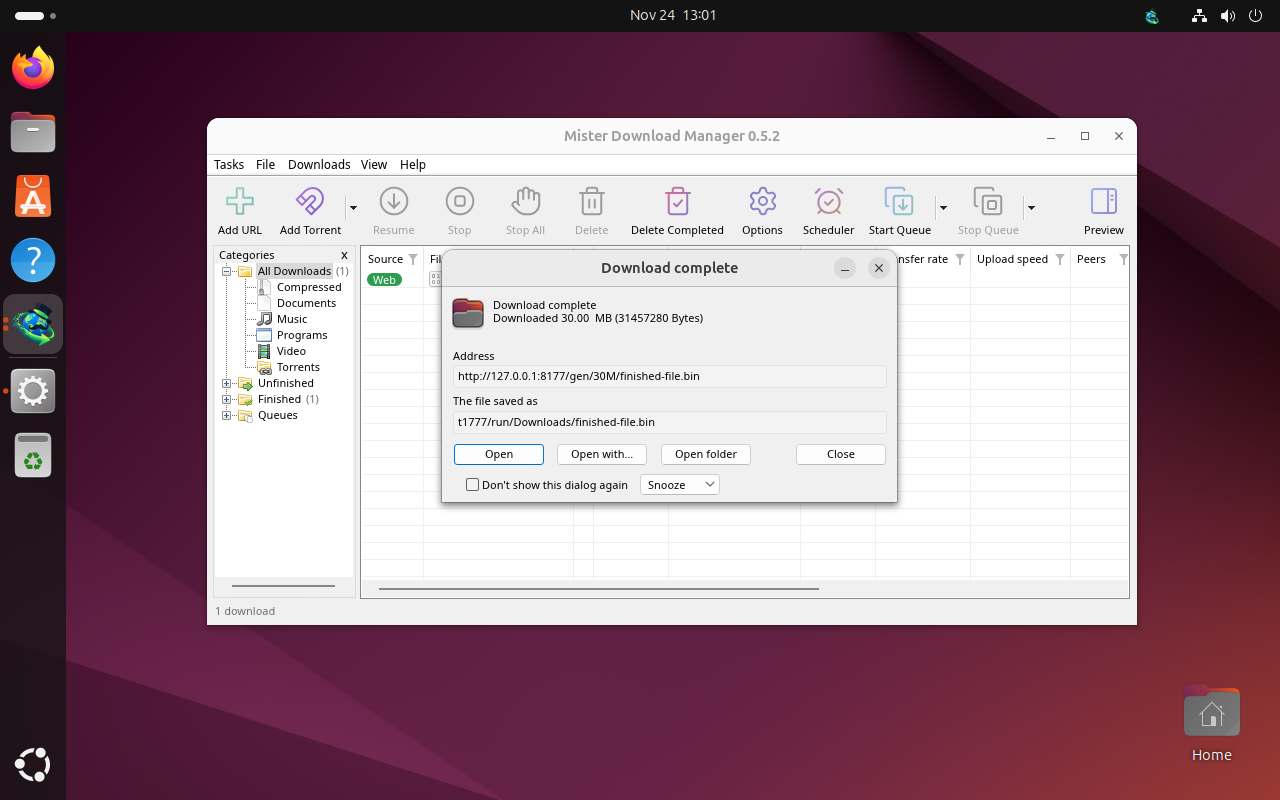 Nov 24 13:01
Mister Download Manager 0.5.2
Tasks File Downloads View Help
Add URL Add Torrent Resume Stop Stop All Delete Delete Completed Options Scheduler Start Queue Stop Queue Preview
Categories X
All Downloads (1)
Compressed
Documents
Music
Programs
Video
Torrents
Unfinished
Finished (1)
Queues
Source
Upload speed Peers
Web
Download complete
Download complete
Downloaded 30.00 MB (31457280 Bytes)
Address
http://127.0.0.1:8177/gen/30M/finished-file.bin
The file saved as
t1777/run/Downloads/finished-file.bin
Open Open with... Open folder Close
Don't show this dialog again Snooze
1 download
Home